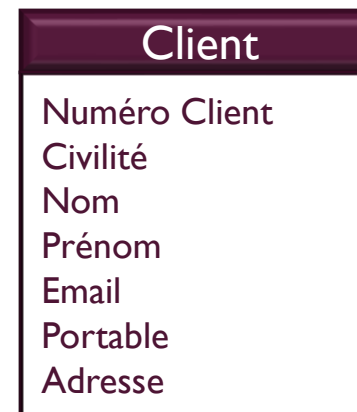 Client
Numéro Client
Civilité
Nom
Prénom
Email
Portable
Adresse